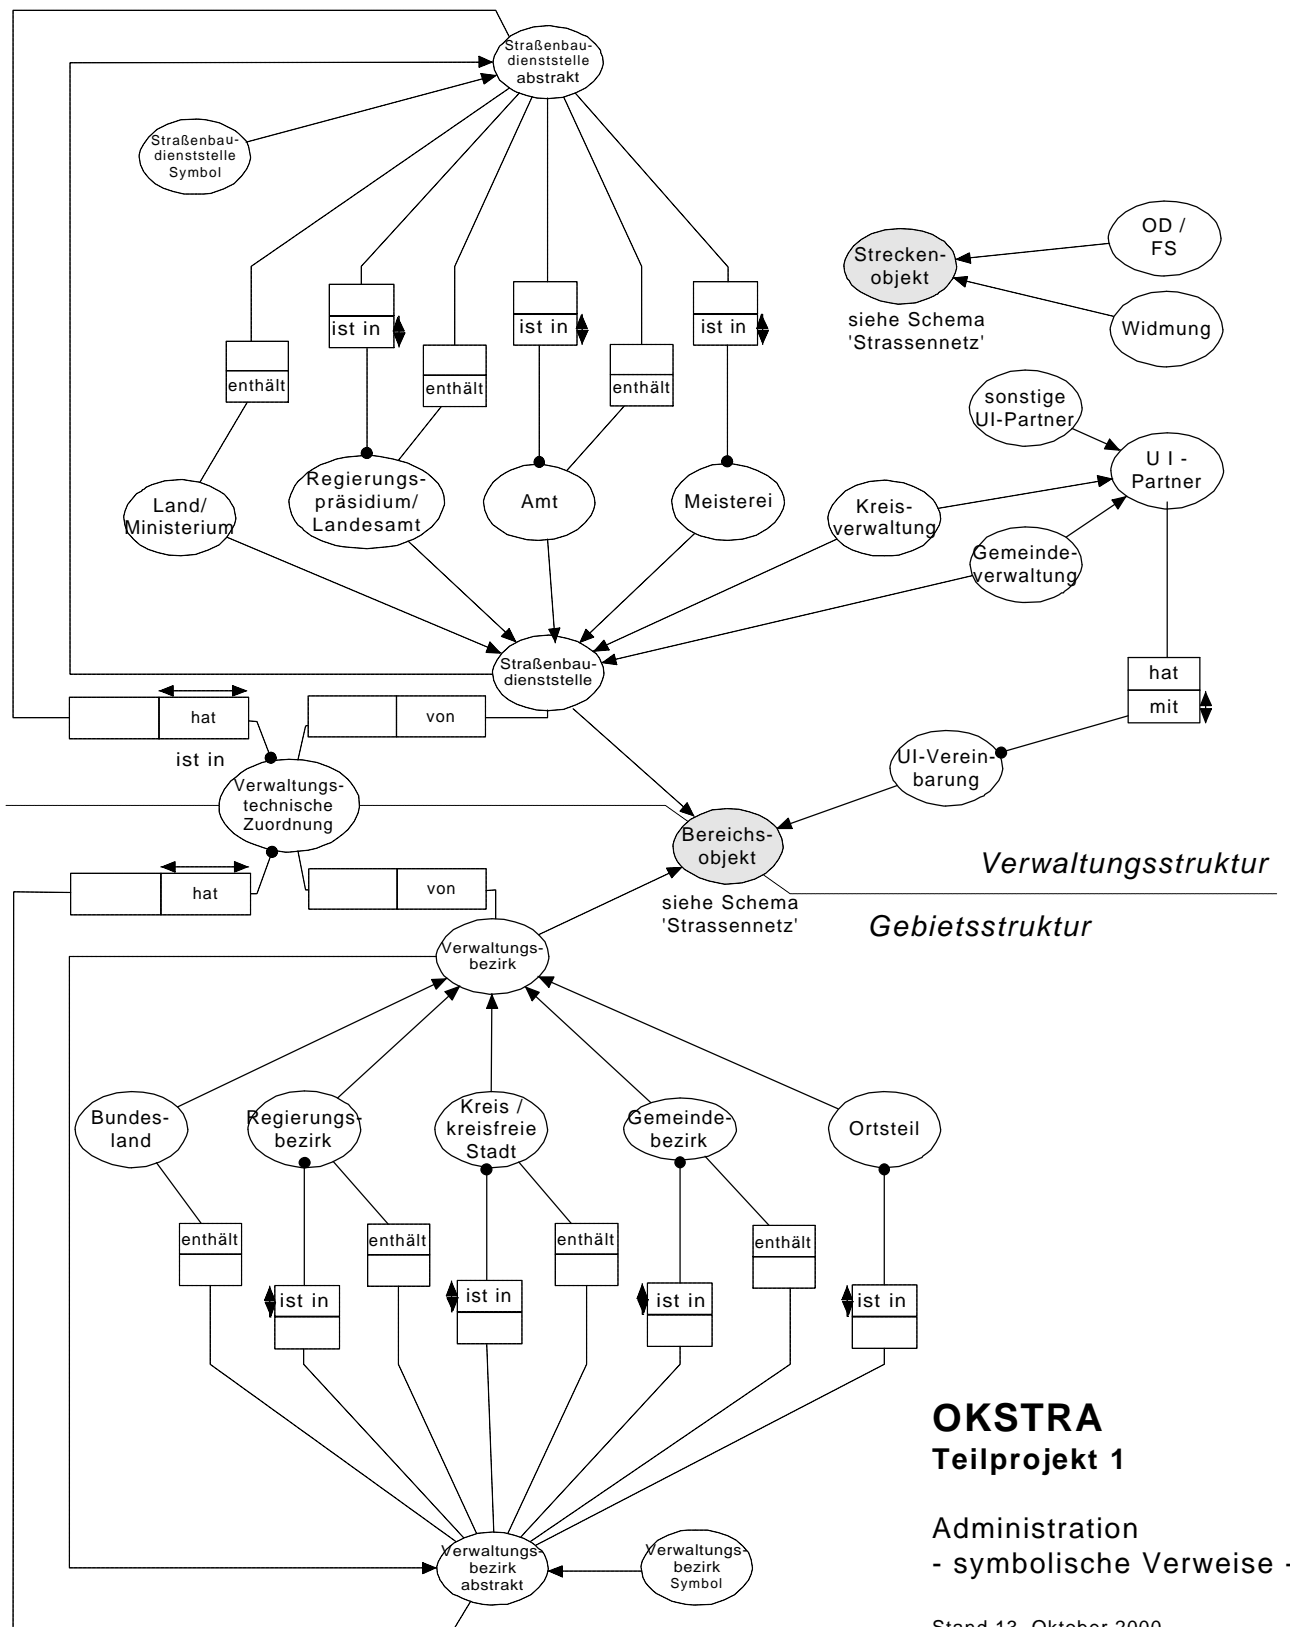 Straßenbau-
dienststelle
abstrakt
Straßenbau-
dienststelle
Symbol
OD /
FS
Strecken-
objekt
siehe Schema
'Strassennetz'
Widmung
ist in
ist in
ist in
enthält
enthält
enthält
sonstige
UI-Partner
U I -
Partner
Land/
Ministerium
Regierungs-
präsidium/
Landesamt
Amt
Meisterei
Kreis-
verwaltung
Gemeinde-
verwaltung
Straßenbau-
dienststelle
hat
mit
hat
von
ist in
UI-Verein-
barung
Verwaltungs-
technische
Zuordnung
Bereichs-
objekt
siehe Schema
'Strassennetz'
Verwaltungsstruktur
Gebietsstruktur
hat
von
Verwaltungs-
bezirk
Bundes-
land
Regierungs-
bezirk
Kreis /
kreisfreie
Stadt
Gemeinde-
bezirk
Ortsteil
enthält
enthält
enthält
enthält
ist in
ist in
ist in
ist in
Verwaltungs-
bezirk
abstrakt
Verwaltungs-
bezirk
Symbol
OKSTRA
Teilprojekt 1
Administration
- symbolische Verweise -
Stand 13. Oktober 2000